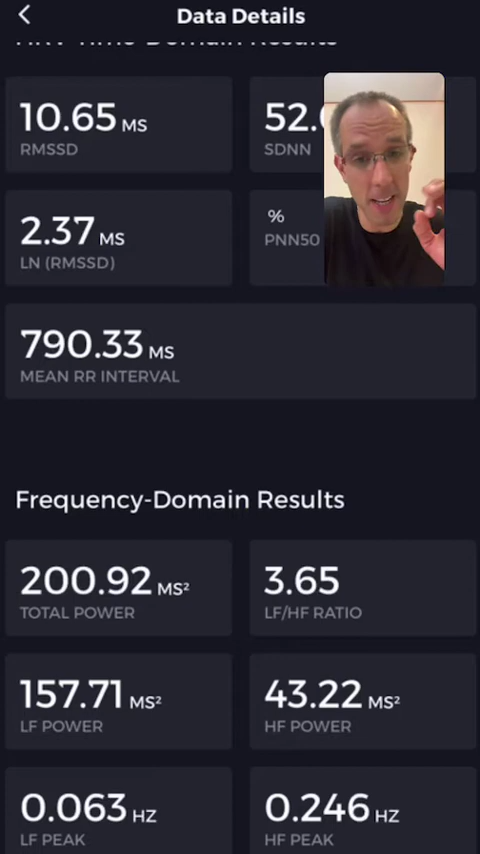 Data Details
10.65 MS
RMSSD
52.
SDNN
2.37 MS
LN (RMSSD)
%
PNN50
790.33 MS
MEAN RR INTERVAL
Frequency-Domain Results
200.92 MS²
TOTAL POWER
3.65
LF/HF RATIO
157.71 MS²
LF POWER
43.22 MS²
HF POWER
0.063 HZ
LF PEAK
0.246 HZ
HF PEAK